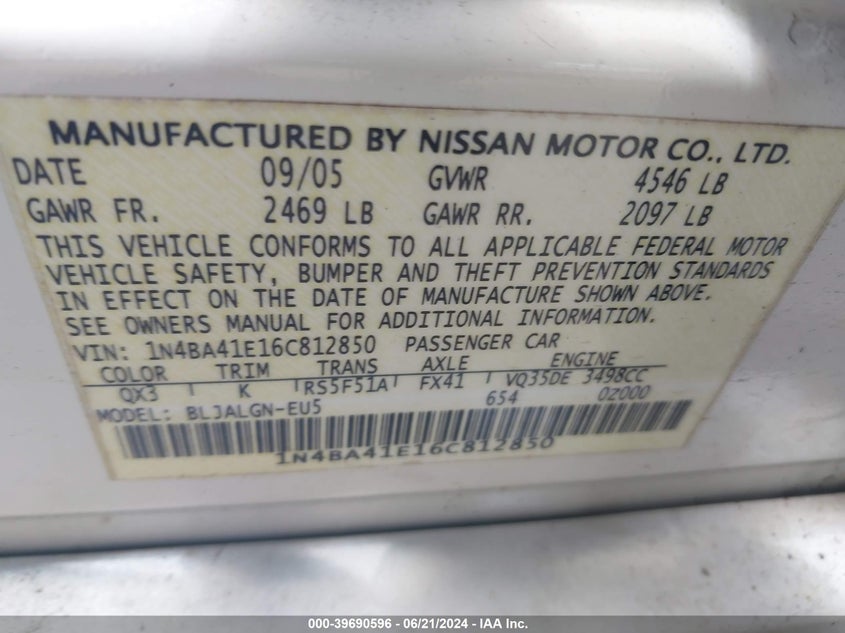 MANUFACTURED BY NISSAN MOTOR CO., LTD.
DATE 09/05 GVWR 4546 LB
GAWR FR. 2469 LB GAWR RR. 2097 LB
THIS VEHICLE CONFORMS TO ALL APPLICABLE FEDERAL MOTOR
VEHICLE SAFETY, BUMPER AND THEFT PREVENTION STANDARDS
IN EFFECT ON THE DATE OF MANUFACTURE SHOWN ABOVE.
SEE OWNERS MANUAL FOR ADDITIONAL INFORMATION.
VIN: 1N4BA41E16C812850 PASSENGER CAR
COLOR TRIM TRANS AXLE ENGINE
QX3 K RS5F51A FX41 VQ35DE 3498CC
MODEL: BLJALGN-EU5 654 0Z000
1N4BA41E16C812850
000-39690596 - 06/21/2024 - IAA Inc.